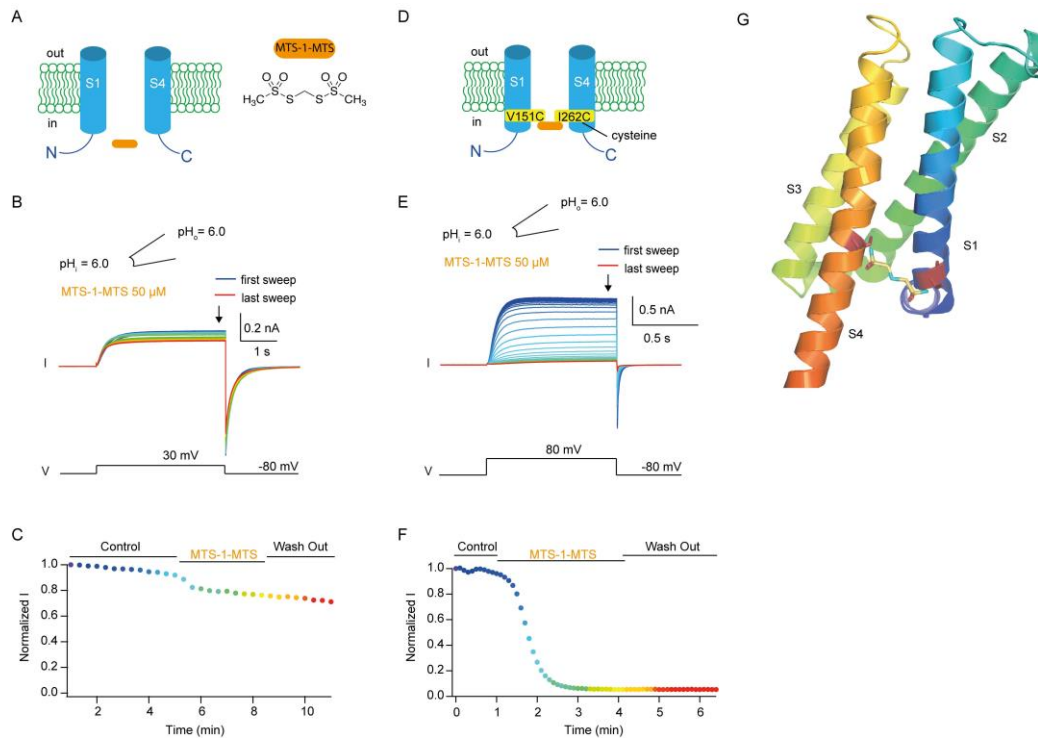 A
out
in
S1
S4
N
C
MTS-1-MTS
O O
O O
S
S
H₃C
S
S
CH₃
B
pHₒ= 6.0
pHᵢ = 6.0
MTS-1-MTS 50 µM
first sweep
last sweep
0.2 nA
1 s
I
30 mV
V
-80 mV
C
Control
MTS-1-MTS
Wash Out
Normalized I
1.0
0.8
0.6
0.4
0.2
0.0
2
4
6
8
10
Time (min)
D
out
in
S1
S4
V151C
I262C
cysteine
N
C
E
pHₒ= 6.0
pHᵢ = 6.0
MTS-1-MTS 50 µM
first sweep
last sweep
0.5 nA
0.5 s
I
80 mV
V
-80 mV
F
Control
MTS-1-MTS
Wash Out
Normalized I
1.0
0.8
0.6
0.4
0.2
0.0
0
1
2
3
4
5
6
Time (min)
G
S2
S3
S1
S4